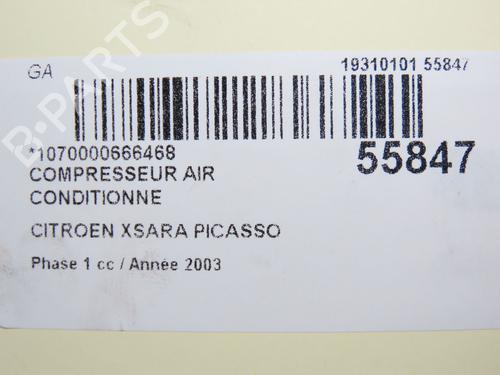 GA
19310101 55847
*1070000666468
55847
COMPRESSEUR AIR
CONDITIONNE
CITROEN XSARA PICASSO
Phase 1 cc / Année 2003
B-PARTS